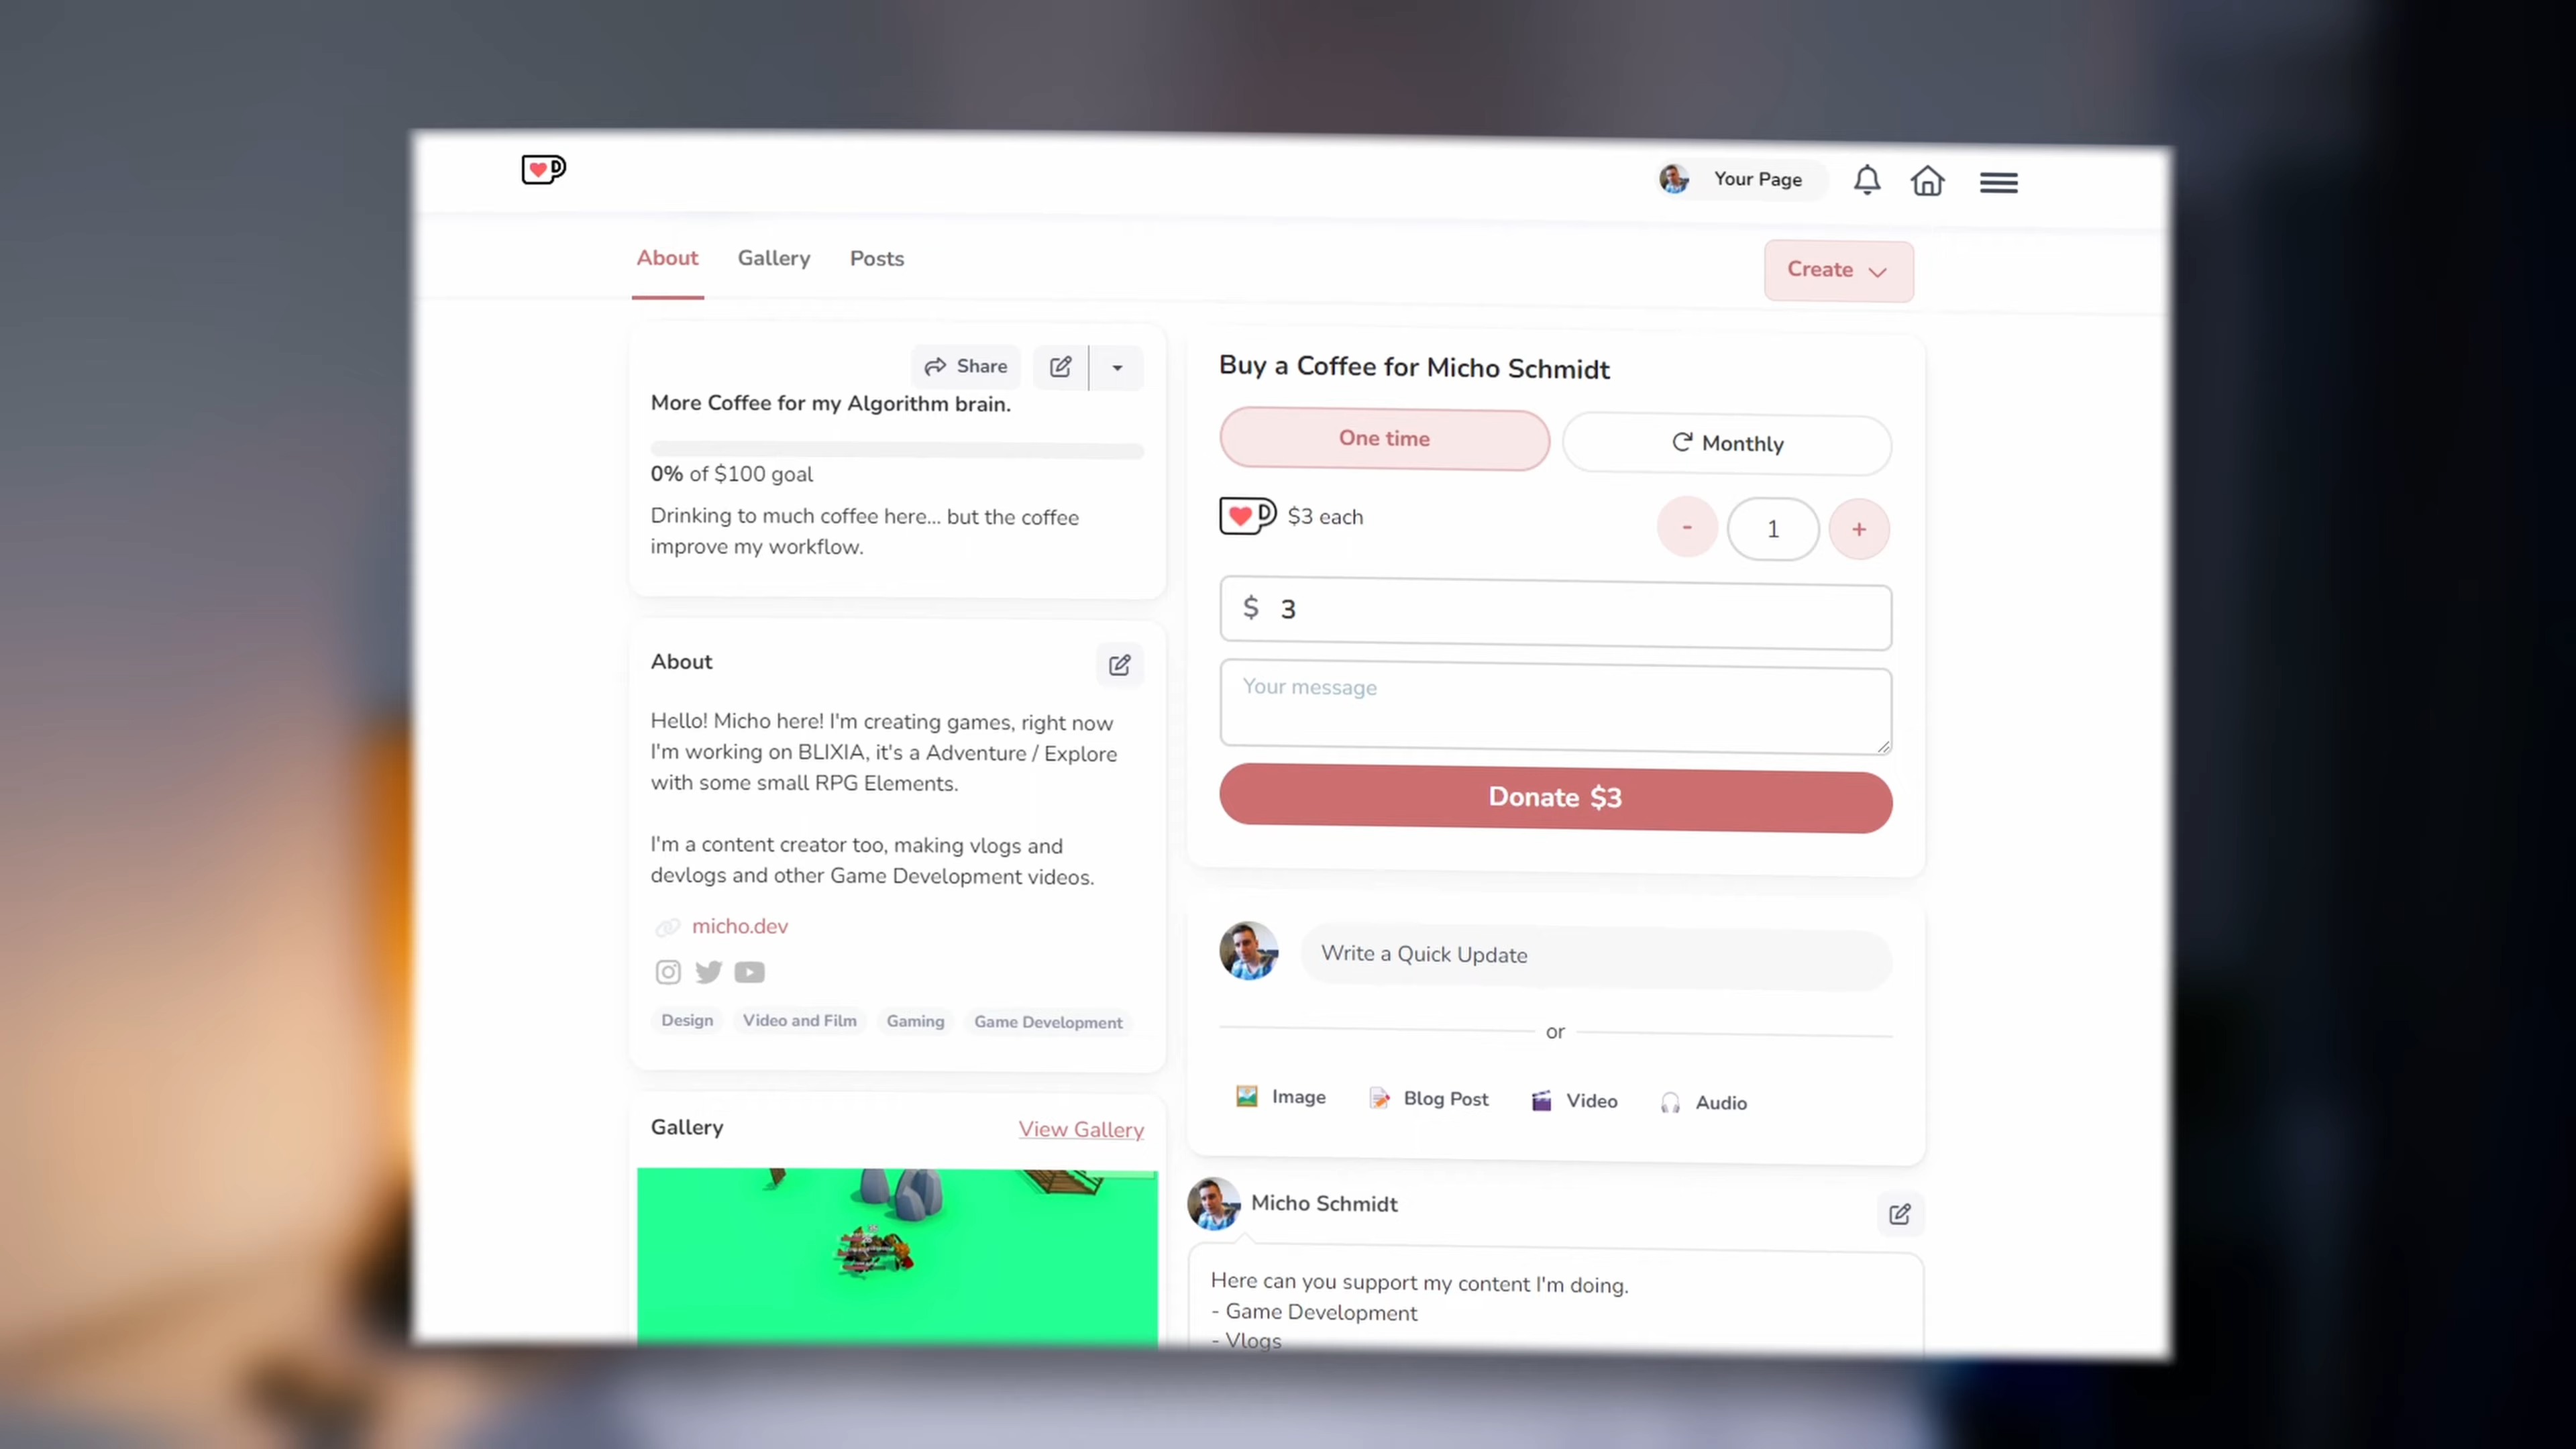 Your Page
About
Gallery
Posts
Create
Share
More Coffee for my Algorithm brain.
0% of $100 goal
Drinking to much coffee here... but the coffee
improve my workflow.
About
Hello! Micho here! I'm creating games, right now
I'm working on BLIXIA, it's a Adventure / Explore
with some small RPG Elements.
I'm a content creator too, making vlogs and
devlogs and other Game Development videos.
micho.dev
Design
Video and Film
Gaming
Game Development
Gallery
View Gallery
Buy a Coffee for Micho Schmidt
One time
Monthly
$3 each
-
1
+
$ 3
Your message
Donate $3
Write a Quick Update
or
Image
Blog Post
Video
Audio
Micho Schmidt
Here can you support my content I'm doing.
- Game Development
- Vlogs